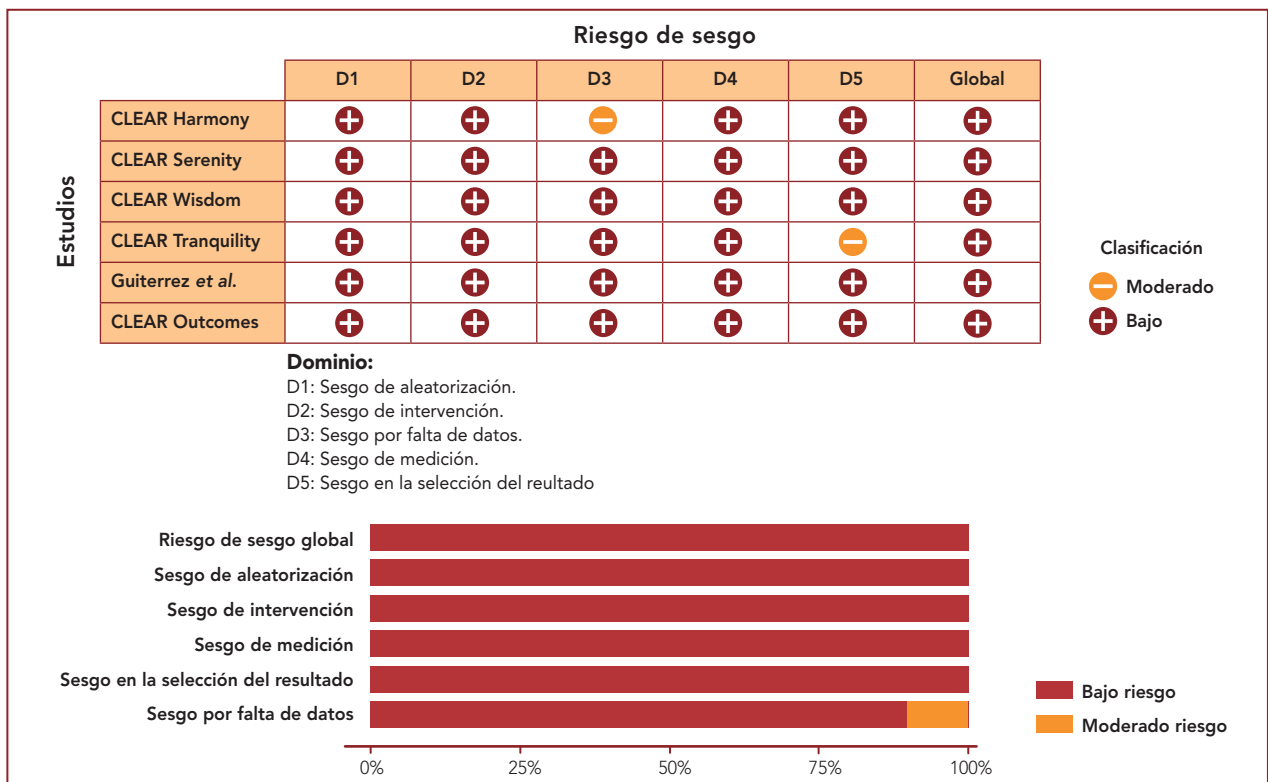 Riesgo de sesgo
D1 D2 D3 D4 D5 Global
Estudios
CLEAR Harmony
CLEAR Serenity
CLEAR Wisdom
CLEAR Tranquility
Guiterrez et al.
CLEAR Outcomes
Clasificación
Moderado
Bajo
Dominio:
D1: Sesgo de aleatorización.
D2: Sesgo de intervención.
D3: Sesgo por falta de datos.
D4: Sesgo de medición.
D5: Sesgo en la selección del reultado
Riesgo de sesgo global
Sesgo de aleatorización
Sesgo de intervención
Sesgo de medición
Sesgo en la selección del resultado
Sesgo por falta de datos
Bajo riesgo
Moderado riesgo
0% 25% 50% 75% 100%